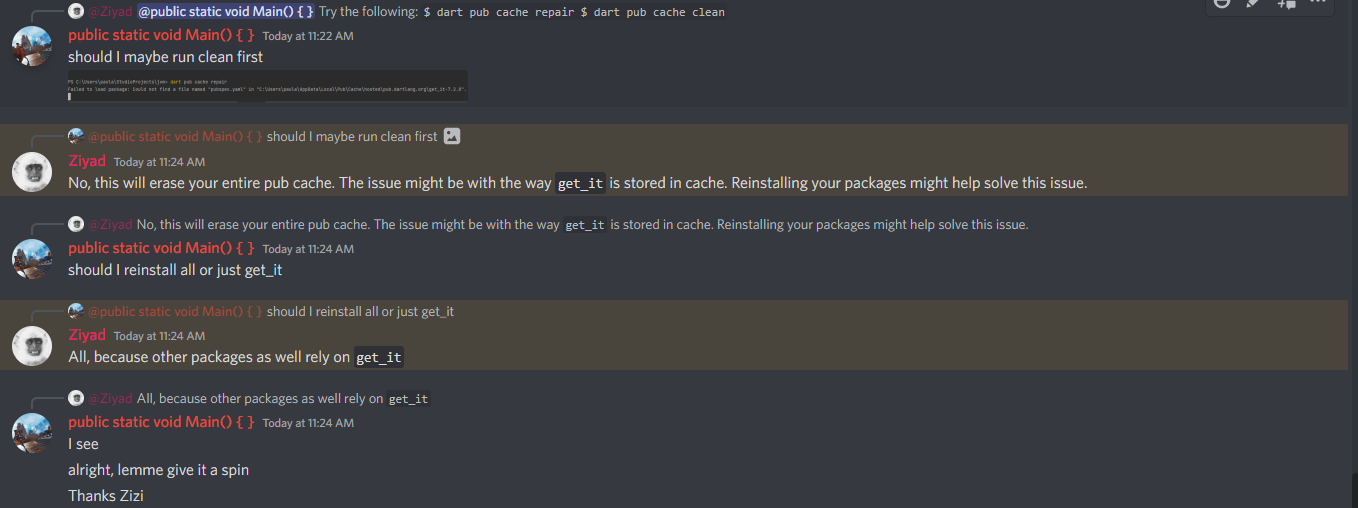 @Ziyad @public static void Main() { } Try the following: $ dart pub cache repair $ dart pub cache clean
public static void Main() { } Today at 11:22 AM
should I maybe run clean first
PS C:\Users\paula\StudioProjects\jwn> dart pub cache repair
Failed to load package: Could not find a file named "pubspec.yaml" in "C:\Users\paula\AppData\Local\Pub\Cache\hosted\pub.dartlang.org\get_it-7.2.0".
@public static void Main() { } should I maybe run clean first
Ziyad Today at 11:24 AM
No, this will erase your entire pub cache. The issue might be with the way get_it is stored in cache. Reinstalling your packages might help solve this issue.
@Ziyad No, this will erase your entire pub cache. The issue might be with the way get_it is stored in cache. Reinstalling your packages might help solve this issue.
public static void Main() { } Today at 11:24 AM
should I reinstall all or just get_it
@public static void Main() { } should I reinstall all or just get_it
Ziyad Today at 11:24 AM
All, because other packages as well rely on get_it
@Ziyad All, because other packages as well rely on get_it
public static void Main() { } Today at 11:24 AM
I see
alright, lemme give it a spin
Thanks Zizi